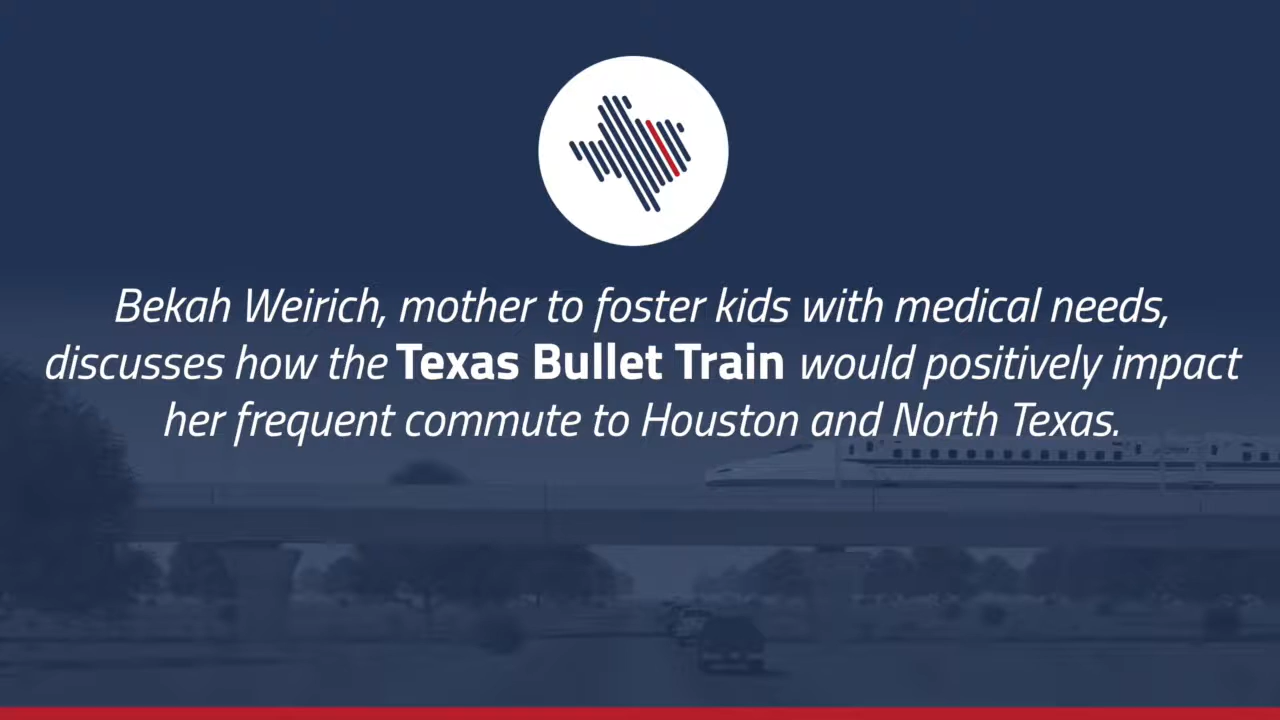 Bekah Weirich, mother to foster kids with medical needs,
discusses how the Texas Bullet Train would positively impact
her frequent commute to Houston and North Texas.